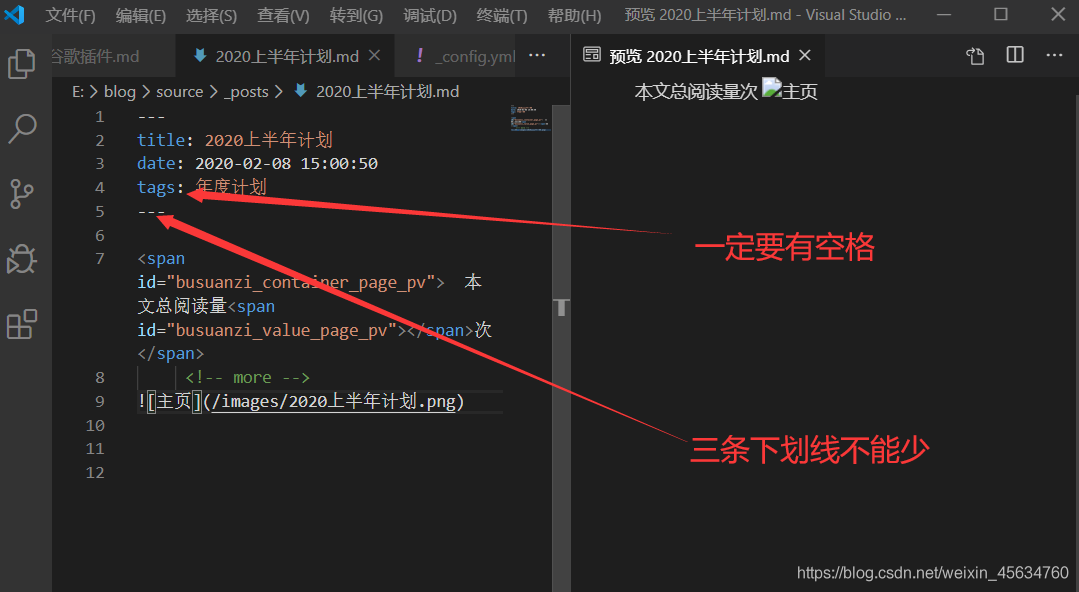 文件(F) 编辑(E) 选择(S) 查看(V) 转到(G) 调试(D) 终端(T) 帮助(H) 预览 2020上半年计划.md - Visual Studio ...
谷歌插件.md 2020上半年计划.md ! _config.yml ... 预览 2020上半年计划.md ...
E: > blog > source > _posts > 2020上半年计划.md
本文总阅读量次 主页
1 ---
2 title: 2020上半年计划
3 date: 2020-02-08 15:00:50
4 tags: 年度计划
5 ---
6
7 <span
id="busuanzi_container_page_pv"> 本
文总阅读量<span
id="busuanzi_value_page_pv"></span>次
</span>
8 <!-- more -->
9 ![主页](/images/2020上半年计划.png)
10
11
12
一定要有空格
三条下划线不能少
https://blog.csdn.net/weixin_45634760